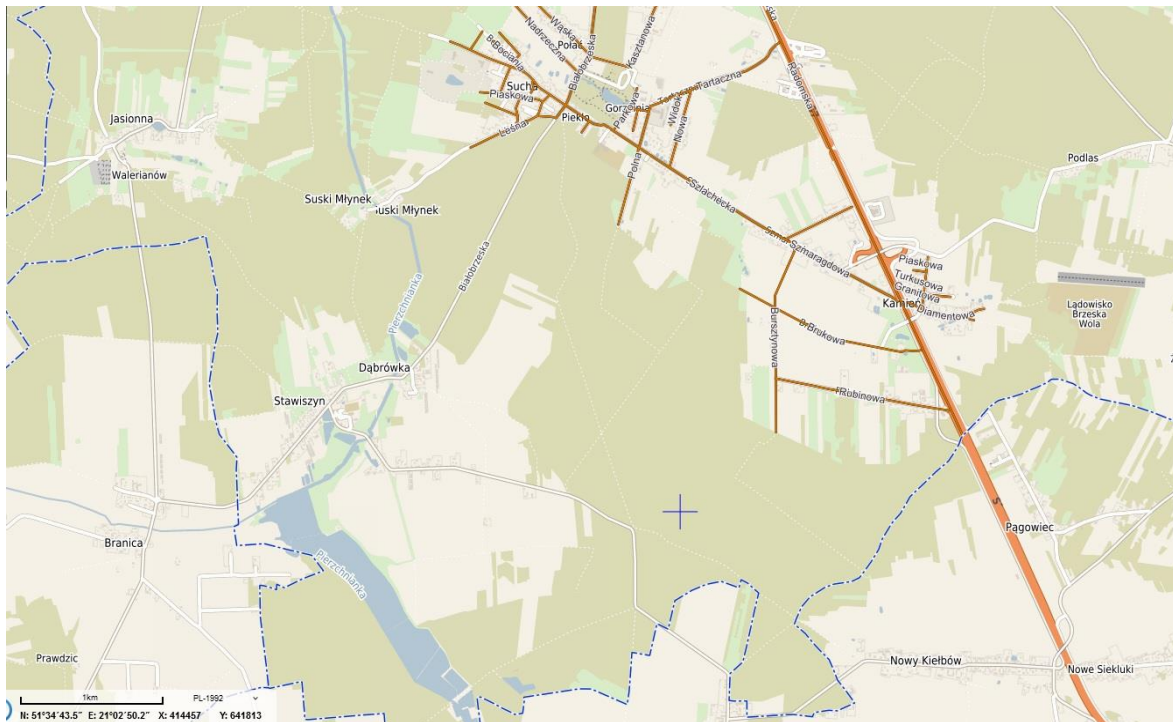 Wąska
Nadrzeczna
Połać
Białobrzeska
Kasztanowa
Bociania
Sucha
Piaskowa
Leśna
Piekło
Parkowa
Tartaczna
Widok
Nowa
Polna
Radomska
Jasionna
Walerianów
Podlas
Suski Młynek
uski Młynek
Szlachecka
Szmaragdowa
Piaskowa
Turkusowa
Granitowa
Kamień
Diamentowa
Lądowisko
Brzeska
Wola
Białobrzeska
Pierzchnianka
Bursztynowa
Brukowa
Rubinowa
Dąbrówka
Stawiszyn
Branica
Pierzchnianka
Pągowiec
Prawdzic
Nowy Kiełbów
Nowe Siekluki
1km
PL-1992
N: 51°34'43.5" E: 21°02'50.2" X: 414457 Y: 641813